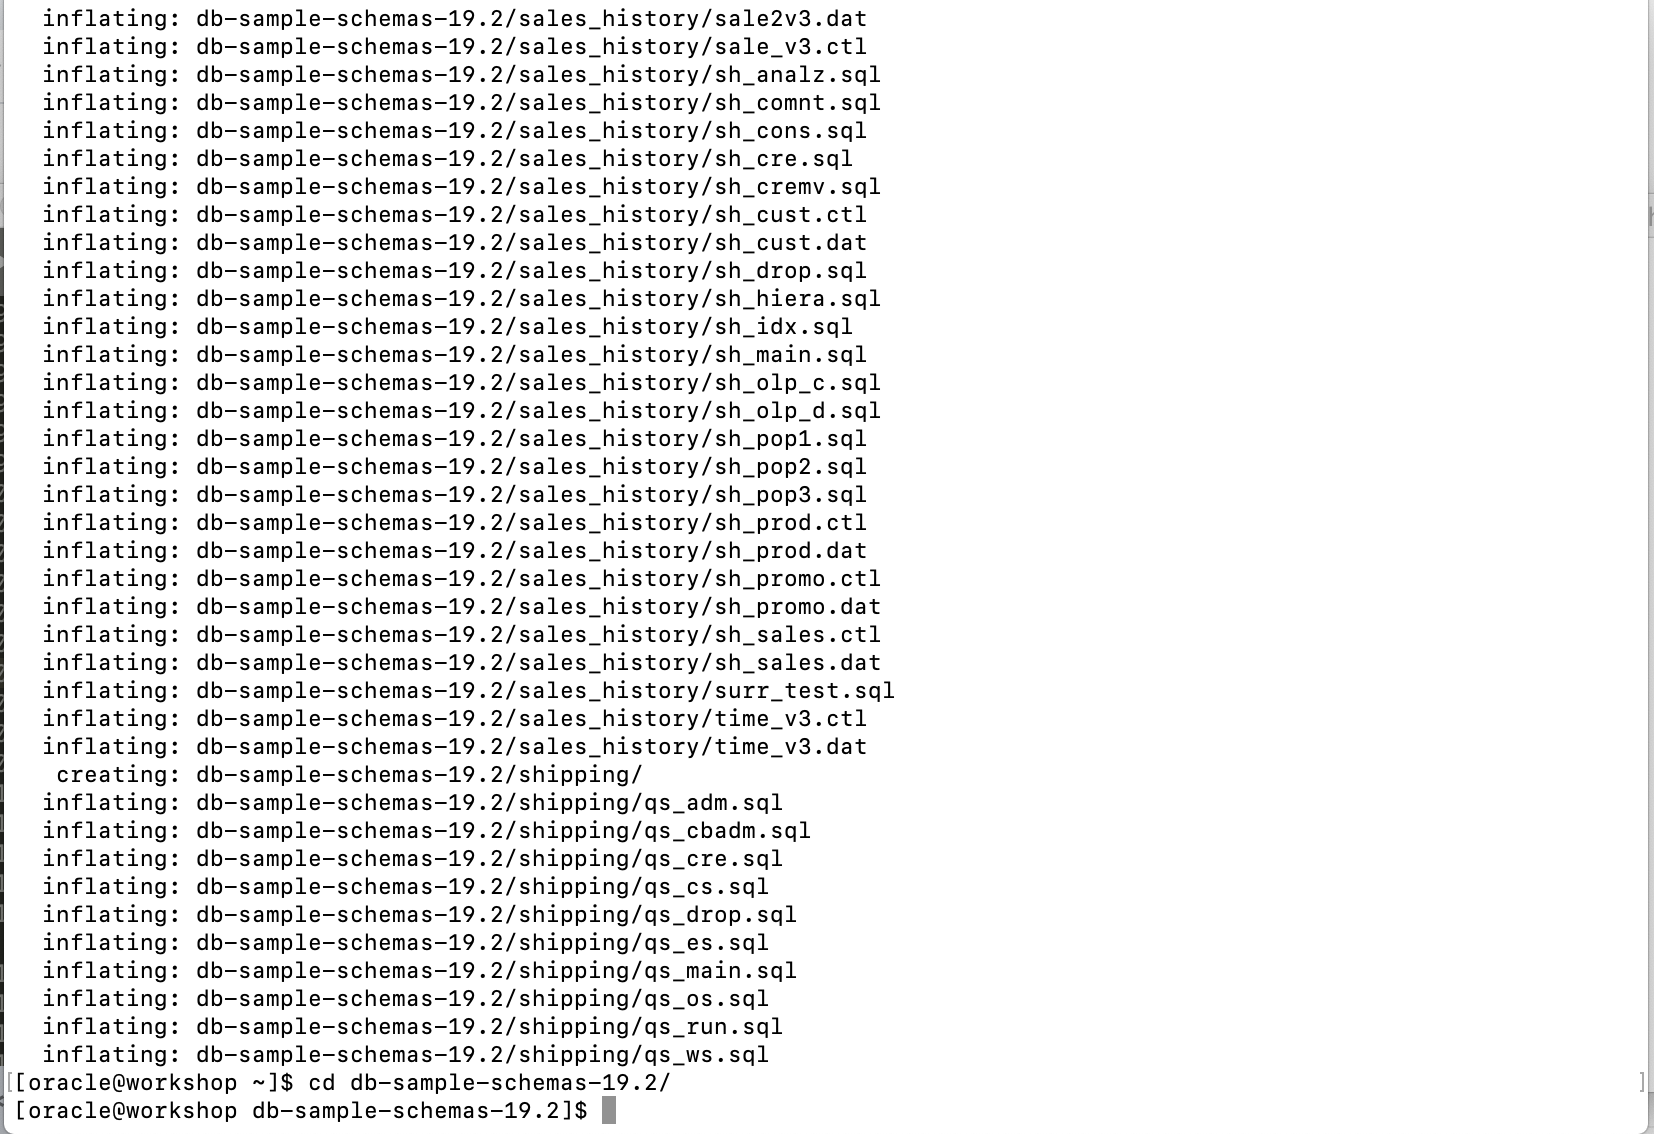 inflating: db-sample-schemas-19.2/sales_history/sale2v3.dat
inflating: db-sample-schemas-19.2/sales_history/sale_v3.ctl
inflating: db-sample-schemas-19.2/sales_history/sh_analz.sql
inflating: db-sample-schemas-19.2/sales_history/sh_comnt.sql
inflating: db-sample-schemas-19.2/sales_history/sh_cons.sql
inflating: db-sample-schemas-19.2/sales_history/sh_cre.sql
inflating: db-sample-schemas-19.2/sales_history/sh_cremv.sql
inflating: db-sample-schemas-19.2/sales_history/sh_cust.ctl
inflating: db-sample-schemas-19.2/sales_history/sh_cust.dat
inflating: db-sample-schemas-19.2/sales_history/sh_drop.sql
inflating: db-sample-schemas-19.2/sales_history/sh_hiera.sql
inflating: db-sample-schemas-19.2/sales_history/sh_idx.sql
inflating: db-sample-schemas-19.2/sales_history/sh_main.sql
inflating: db-sample-schemas-19.2/sales_history/sh_olp_c.sql
inflating: db-sample-schemas-19.2/sales_history/sh_olp_d.sql
inflating: db-sample-schemas-19.2/sales_history/sh_pop1.sql
inflating: db-sample-schemas-19.2/sales_history/sh_pop2.sql
inflating: db-sample-schemas-19.2/sales_history/sh_pop3.sql
inflating: db-sample-schemas-19.2/sales_history/sh_prod.ctl
inflating: db-sample-schemas-19.2/sales_history/sh_prod.dat
inflating: db-sample-schemas-19.2/sales_history/sh_promo.ctl
inflating: db-sample-schemas-19.2/sales_history/sh_promo.dat
inflating: db-sample-schemas-19.2/sales_history/sh_sales.ctl
inflating: db-sample-schemas-19.2/sales_history/sh_sales.dat
inflating: db-sample-schemas-19.2/sales_history/surr_test.sql
inflating: db-sample-schemas-19.2/sales_history/time_v3.ctl
inflating: db-sample-schemas-19.2/sales_history/time_v3.dat
creating: db-sample-schemas-19.2/shipping/
inflating: db-sample-schemas-19.2/shipping/qs_adm.sql
inflating: db-sample-schemas-19.2/shipping/qs_cbadm.sql
inflating: db-sample-schemas-19.2/shipping/qs_cre.sql
inflating: db-sample-schemas-19.2/shipping/qs_cs.sql
inflating: db-sample-schemas-19.2/shipping/qs_drop.sql
inflating: db-sample-schemas-19.2/shipping/qs_es.sql
inflating: db-sample-schemas-19.2/shipping/qs_main.sql
inflating: db-sample-schemas-19.2/shipping/qs_os.sql
inflating: db-sample-schemas-19.2/shipping/qs_run.sql
inflating: db-sample-schemas-19.2/shipping/qs_ws.sql
[[oracle@workshop ~]$ cd db-sample-schemas-19.2/ ]
[oracle@workshop db-sample-schemas-19.2]$